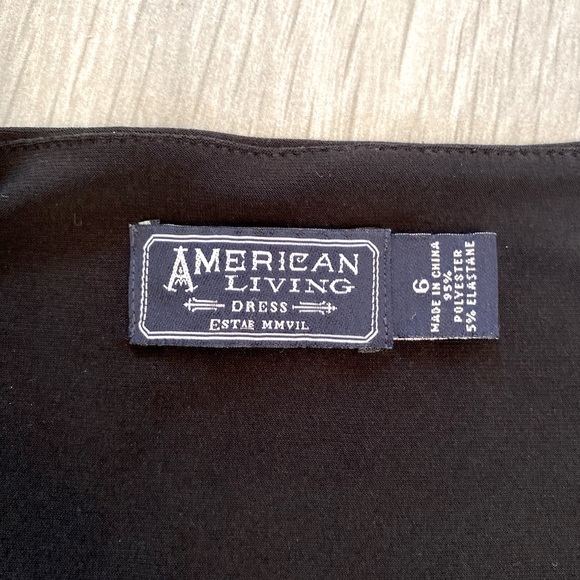 AMERICAN
LIVING
DRESS
ESTAB MMVII.
6
MADE IN CHINA
95%
POLYESTER
5% ELASTANE